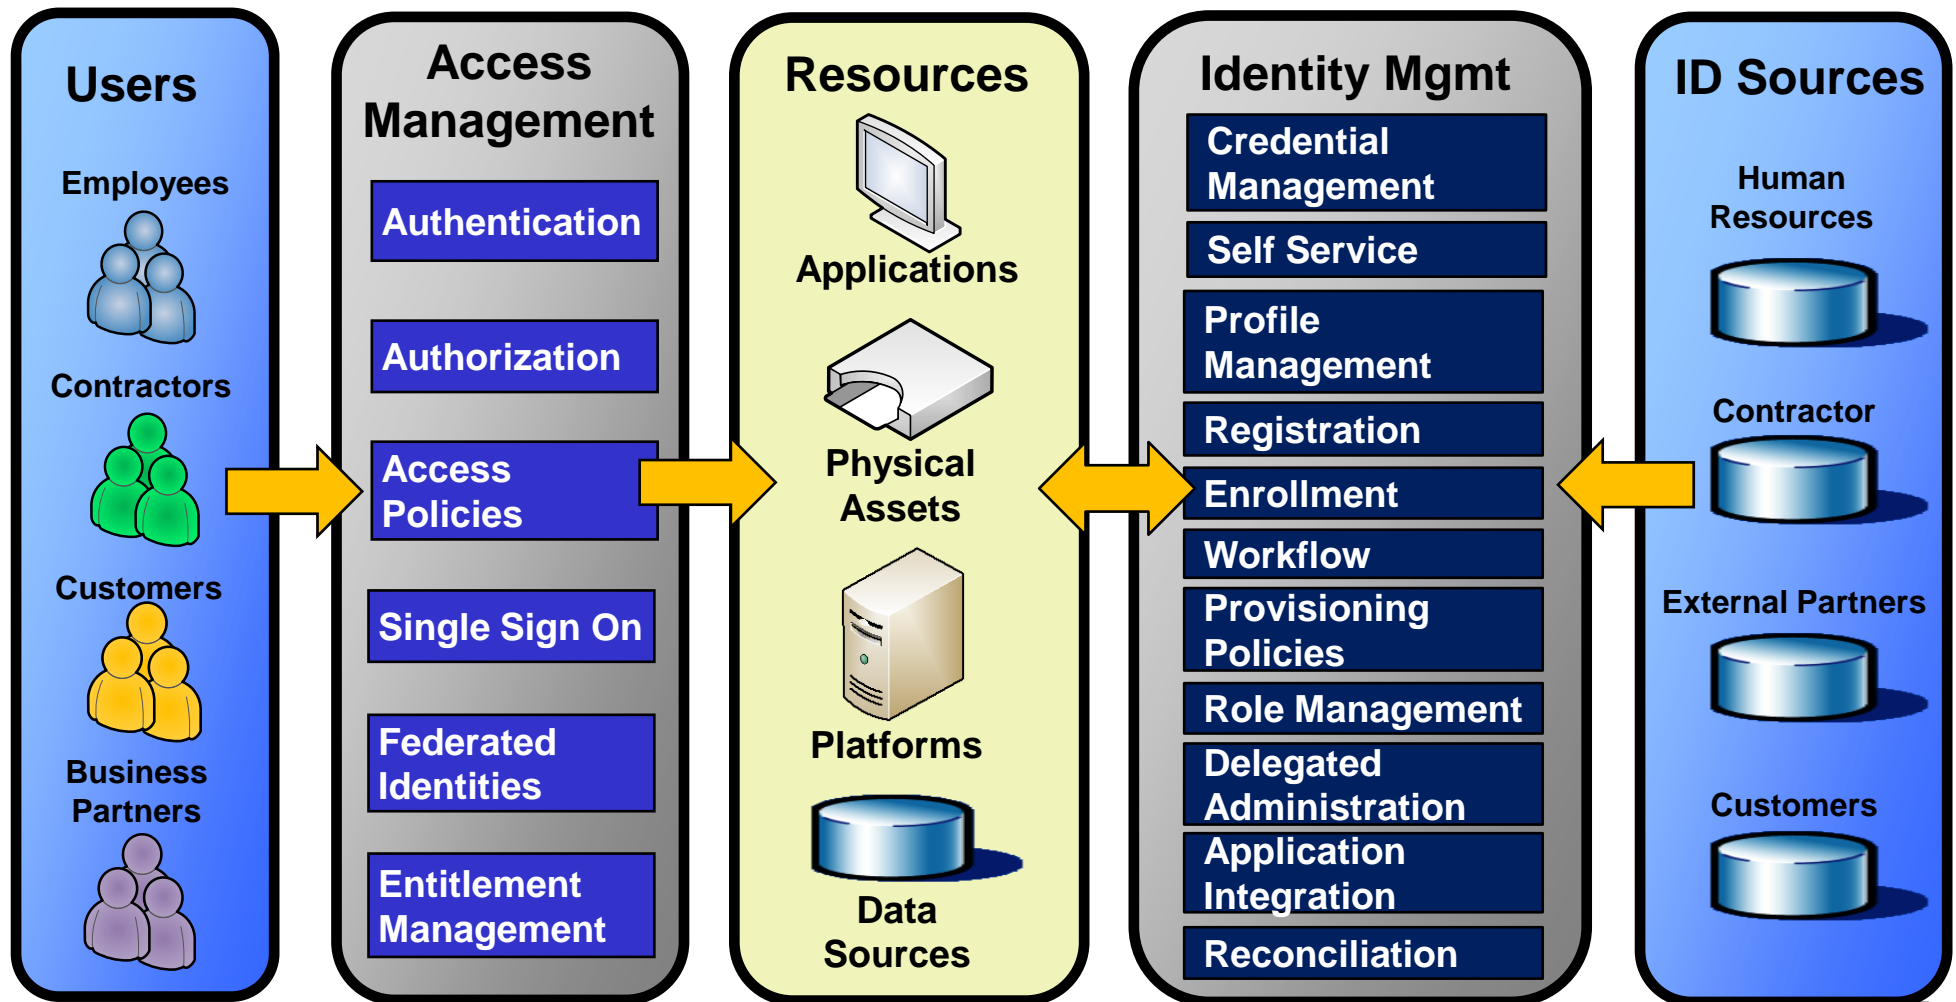 Users
Employees
Contractors
Customers
Business
Partners
Access
Management
Authentication
Authorization
Access
Policies
Single Sign On
Federated
Identities
Entitlement
Management
Resources
Applications
Physical
Assets
Platforms
Data
Sources
Identity Mgmt
Credential
Management
Self Service
Profile
Management
Registration
Enrollment
Workflow
Provisioning
Policies
Role Management
Delegated
Administration
Application
Integration
Reconciliation
ID Sources
Human
Resources
Contractor
External Partners
Customers